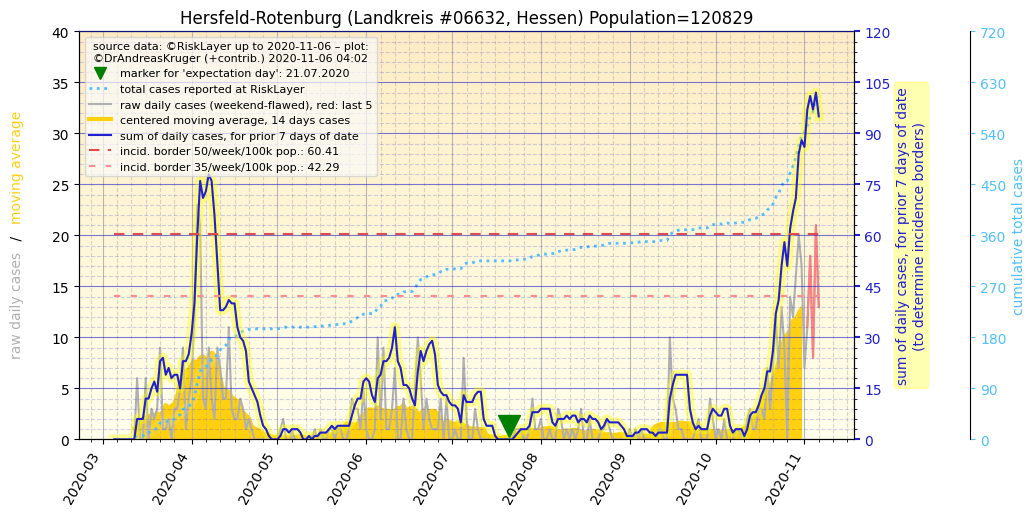 Hersfeld-Rotenburg (Landkreis #06632, Hessen) Population=120829
source data: ©RiskLayer up to 2020-11-06 – plot:
©DrAndreasKruger (+contrib.) 2020-11-06 04:02
marker for 'expectation day': 21.07.2020
total cases reported at RiskLayer
raw daily cases (weekend-flawed), red: last 5
centered moving average, 14 days cases
sum of daily cases, for prior 7 days of date
incid. border 50/week/100k pop.: 60.41
incid. border 35/week/100k pop.: 42.29
raw daily cases / moving average
40
35
30
25
20
15
10
5
0
120
105
90
75
60
45
30
15
0
sum of daily cases, for prior 7 days of date
(to determine incidence borders)
720
630
540
450
360
270
180
90
0
cumulative total cases
2020-03
2020-04
2020-05
2020-06
2020-07
2020-08
2020-09
2020-10
2020-11